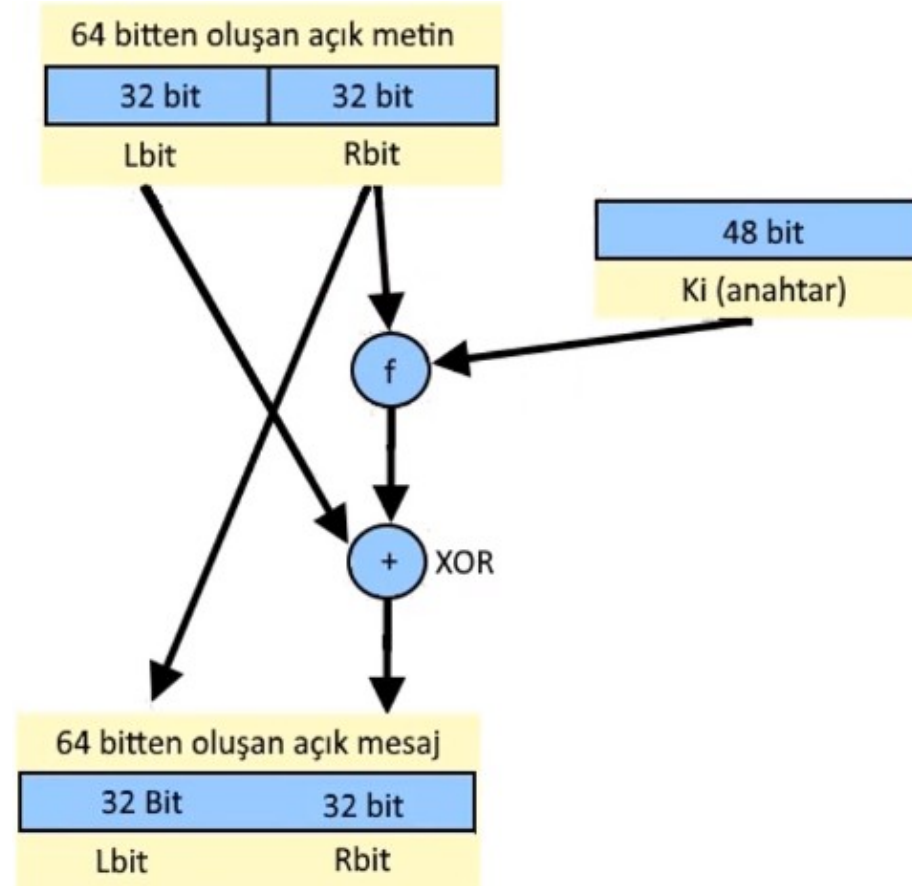 64 bitten oluşan açık metin
32 bit 32 bit
Lbit Rbit
48 bit
Ki (anahtar)
f
+ XOR
64 bitten oluşan açık mesaj
32 Bit 32 bit
Lbit Rbit